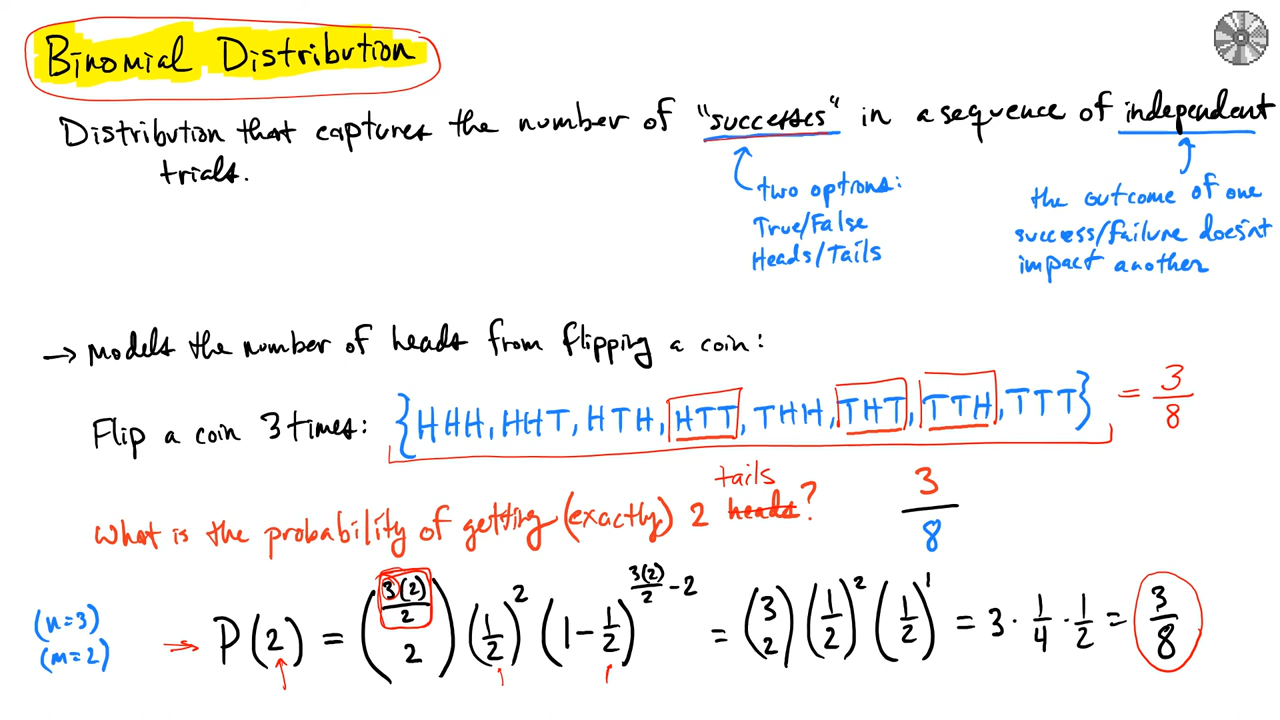 Binomial Distribution
Distribution that captures the number of "successes" in a sequence of independent
trials.
two options:
True/False
Heads/Tails
the outcome of one
success/failure doesn't
impact another
→ Models the number of heads from flipping a coin:
Flip a coin 3 times: {HHH, HHT, HTH, HTT, THH, THT, TTH, TTT} = 3/8
tails
What is the probability of getting (exactly) 2 heads? 3/8
(n=3)
(m=2)
→ P(2) = (3(2)/2 2) (1/2)^2 (1 - 1/2)^(3(2)/2 - 2) = (3 2) (1/2)^2 (1/2)^1 = 3 · 1/4 · 1/2 = 3/8